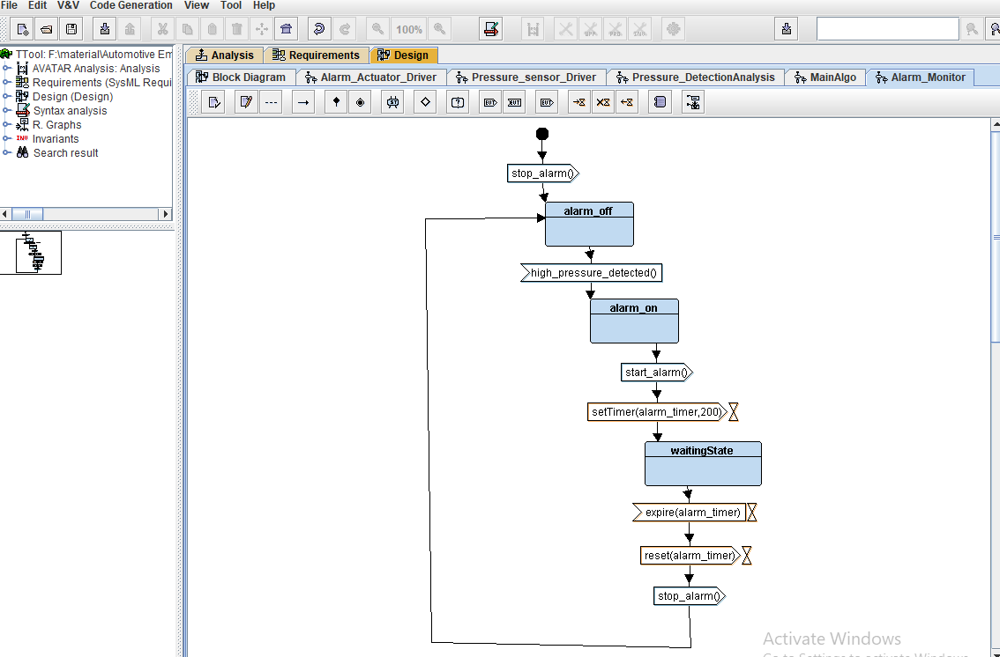 File Edit V&V Code Generation View Tool Help
100%
TTool: F:\material\Automotive Em
AVATAR Analysis: Analysis
Requirements (SysML Requi
Design (Design)
Syntax analysis
R. Graphs
INV Invariants
Search result
Analysis Requirements Design
Block Diagram Alarm_Actuator_Driver Pressure_sensor_Driver Pressure_DetectionAnalysis MainAlgo Alarm_Monitor
stop_alarm()
alarm_off
high_pressure_detected()
alarm_on
start_alarm()
setTimer(alarm_timer,200)
waitingState
expire(alarm_timer)
reset(alarm_timer)
stop_alarm()
Activate Windows